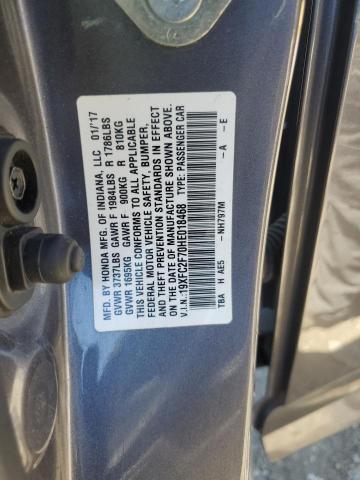 MFD. BY HONDA MFG. OF INDIANA, LLC 01/'17
GVWR 3737LBS GAWR F 1984LBS R 1786LBS
GVWR 1695KG GAWR F 900KG R 810KG
THIS VEHICLE CONFORMS TO ALL APPLICABLE
FEDERAL MOTOR VEHICLE SAFETY, BUMPER,
AND THEFT PREVENTION STANDARDS IN EFFECT
ON THE DATE OF MANUFACTURE SHOWN ABOVE.
V.I.N.:19XFC2F70HE018468 TYPE: PASSENGER CAR
TBA H AE5 -NH797M -A -E